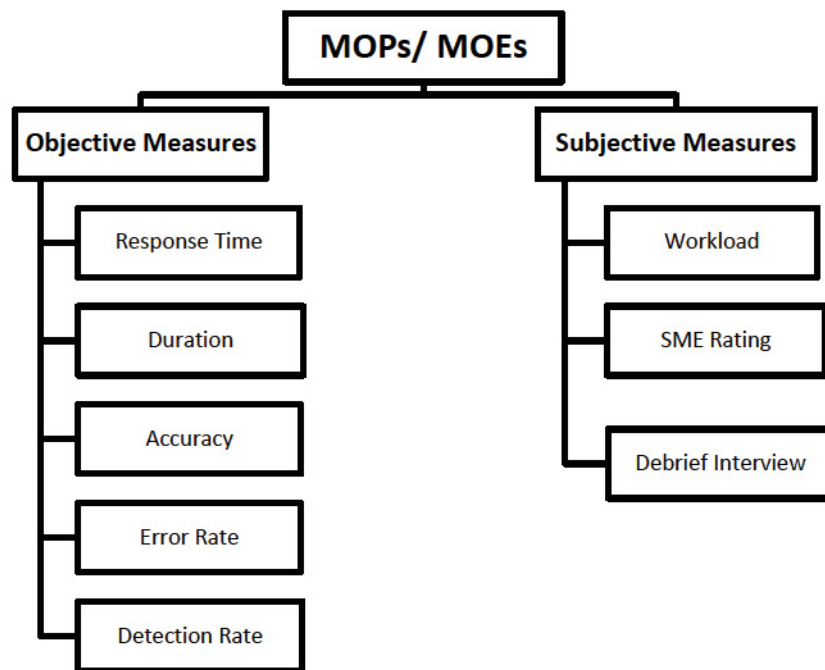 MOPs/ MOEs
Objective Measures
Response Time
Duration
Accuracy
Error Rate
Detection Rate
Subjective Measures
Workload
SME Rating
Debrief Interview